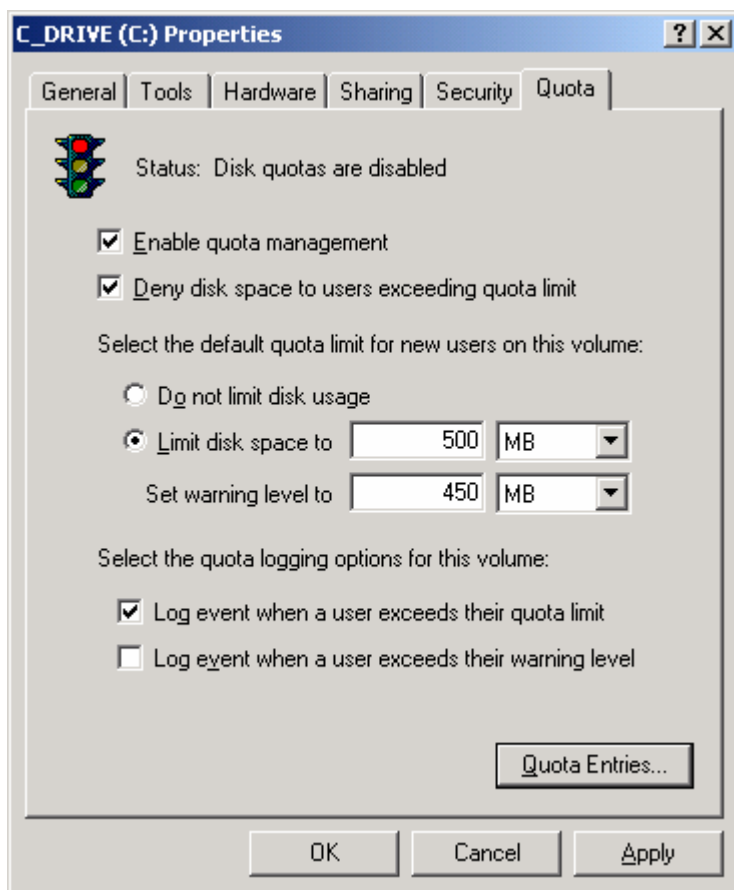 C_DRIVE (C:) Properties
General Tools Hardware Sharing Security Quota
Status: Disk quotas are disabled
Enable quota management
Deny disk space to users exceeding quota limit
Select the default quota limit for new users on this volume:
Do not limit disk usage
Limit disk space to 500 MB
Set warning level to 450 MB
Select the quota logging options for this volume:
Log event when a user exceeds their quota limit
Log event when a user exceeds their warning level
Quota Entries...
OK Cancel Apply